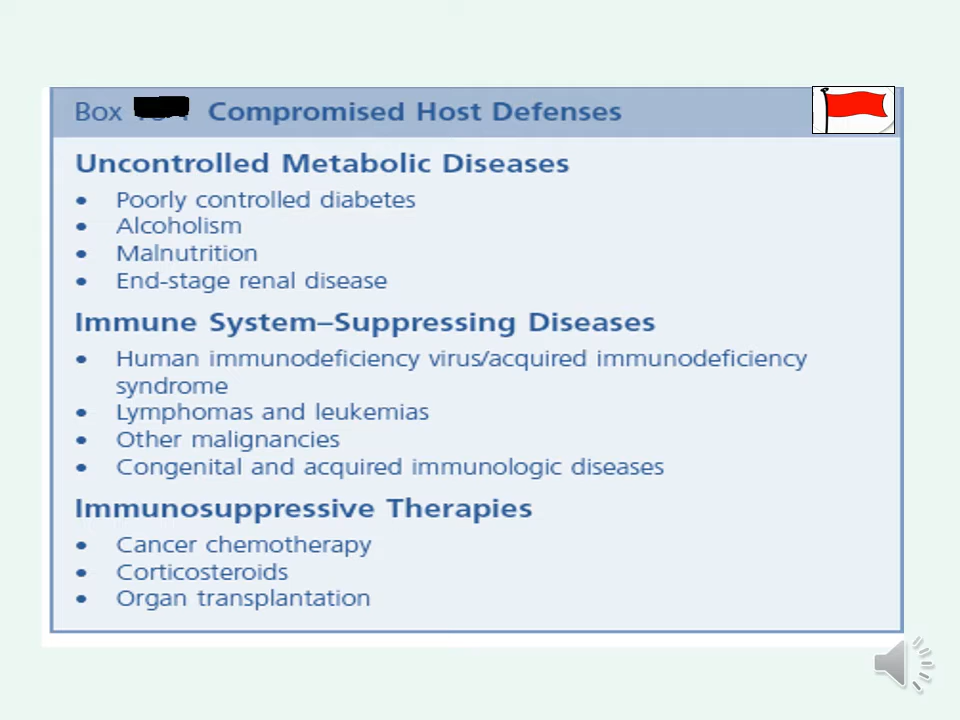 Box Compromised Host Defenses
Uncontrolled Metabolic Diseases
• Poorly controlled diabetes
• Alcoholism
• Malnutrition
• End-stage renal disease
Immune System–Suppressing Diseases
• Human immunodeficiency virus/acquired immunodeficiency
syndrome
• Lymphomas and leukemias
• Other malignancies
• Congenital and acquired immunologic diseases
Immunosuppressive Therapies
• Cancer chemotherapy
• Corticosteroids
• Organ transplantation